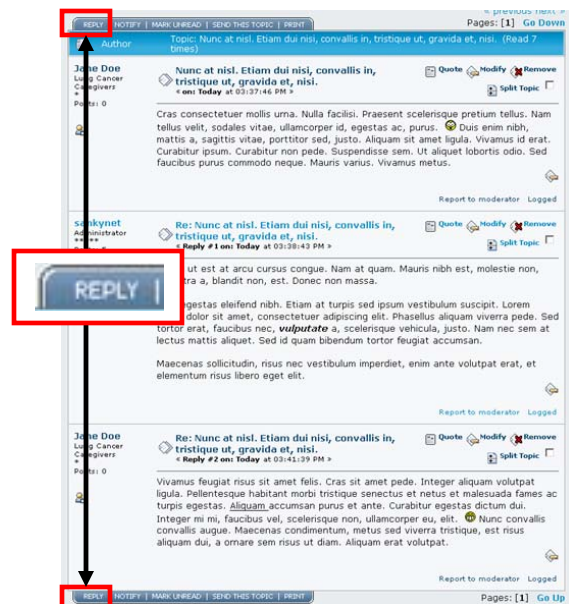 « previous next »
REPLY | NOTIFY | MARK UNREAD | SEND THIS TOPIC | PRINT
Pages: [1] Go Down
Author
Topic: Nunc at nisl. Etiam dui nisi, convallis in, tristique ut, gravida et, nisi. (Read 7
times)
Jane Doe
Lung Cancer
Caregivers
*
Posts: 0
Nunc at nisl. Etiam dui nisi, convallis in,
tristique ut, gravida et, nisi.
« on: Today at 03:37:46 PM »
Quote Modify Remove
Split Topic
Cras consectetuer mollis urna. Nulla facilisi. Praesent scelerisque pretium tellus. Nam
tellus velit, sodales vitae, ullamcorper id, egestas ac, purus. Duis enim nibh,
mattis a, sagittis vitae, porttitor sed, justo. Aliquam sit amet ligula. Vivamus id erat.
Curabitur ipsum. Curabitur non pede. Suspendisse sem. Ut aliquet lobortis odio. Sed
faucibus purus commodo neque. Mauris varius. Vivamus metus.
Report to moderator Logged
sankynet
Administrator
*****
Re: Nunc at nisl. Etiam dui nisi, convallis in,
tristique ut, gravida et, nisi.
« Reply #1 on: Today at 03:38:43 PM »
Quote Modify Remove
Split Topic
REPLY |
ut est at arcu cursus congue. Nam at quam. Mauris nibh est, molestie non,
a, blandit non, est. Donec non massa.
egestas eleifend nibh. Etiam at turpis sed ipsum vestibulum suscipit. Lorem
dolor sit amet, consectetuer adipiscing elit. Phasellus aliquam viverra pede. Sed
tortor erat, faucibus nec, vulputate a, scelerisque vehicula, justo. Nam nec sem at
lectus mattis aliquet. Sed id quam bibendum tortor feugiat accumsan.
Maecenas sollicitudin, risus nec vestibulum imperdiet, enim ante volutpat erat, et
elementum risus libero eget elit.
Report to moderator Logged
Jane Doe
Lung Cancer
Caregivers
*
Posts: 0
Re: Nunc at nisl. Etiam dui nisi, convallis in,
tristique ut, gravida et, nisi.
« Reply #2 on: Today at 03:41:39 PM »
Quote Modify Remove
Split Topic
Vivamus feugiat risus sit amet felis. Cras sit amet pede. Integer aliquam volutpat
ligula. Pellentesque habitant morbi tristique senectus et netus et malesuada fames ac
turpis egestas. Aliquam accumsan purus et ante. Curabitur egestas dictum dui.
Integer mi mi, faucibus vel, scelerisque non, ullamcorper eu, elit. Nunc convallis
convallis augue. Maecenas condimentum, metus sed viverra tristique, est risus
aliquam dui, a ornare sem risus ut diam. Aliquam erat volutpat.
Report to moderator Logged
REPLY | NOTIFY | MARK UNREAD | SEND THIS TOPIC | PRINT
Pages: [1] Go Up